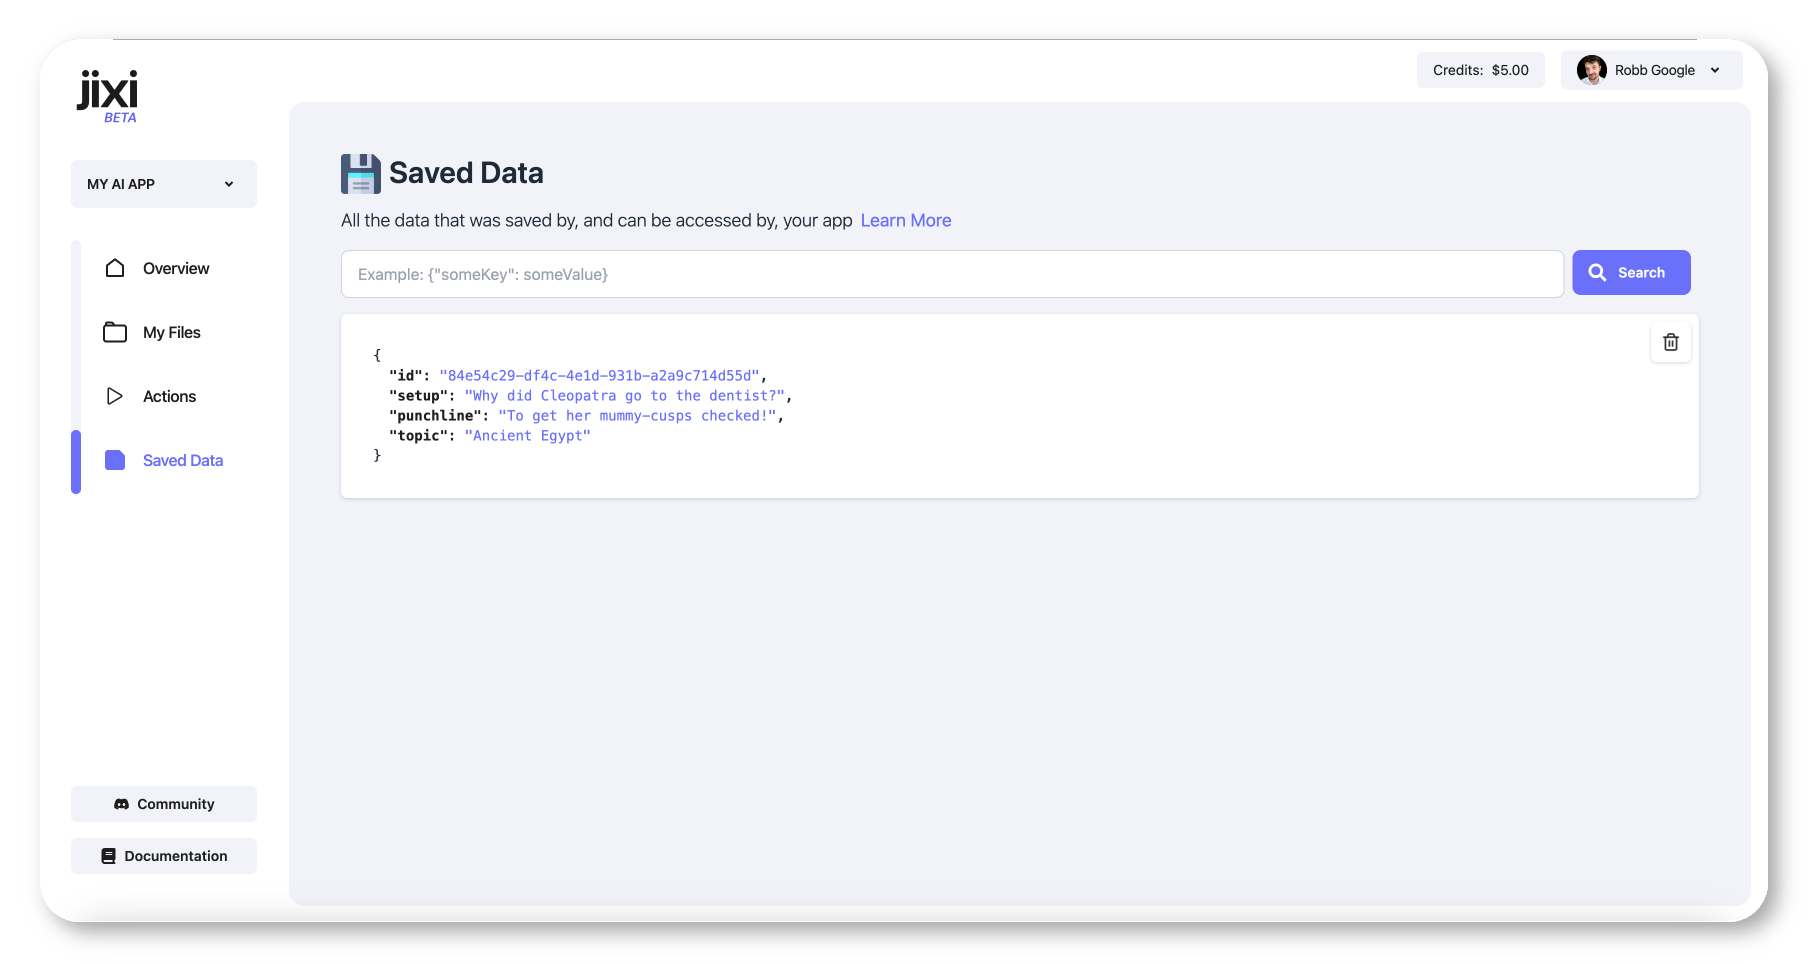 jixi
BETA
Credits: $5.00
Robb Google
MY AI APP
Overview
My Files
Actions
Saved Data
Community
Documentation
Saved Data
All the data that was saved by, and can be accessed by, your app Learn More
Example: {"someKey": someValue}
Search
{
"id": "84e54c29-df4c-4e1d-931b-a2a9c714d55d",
"setup": "Why did Cleopatra go to the dentist?",
"punchline": "To get her mummy-cusps checked!",
"topic": "Ancient Egypt"
}